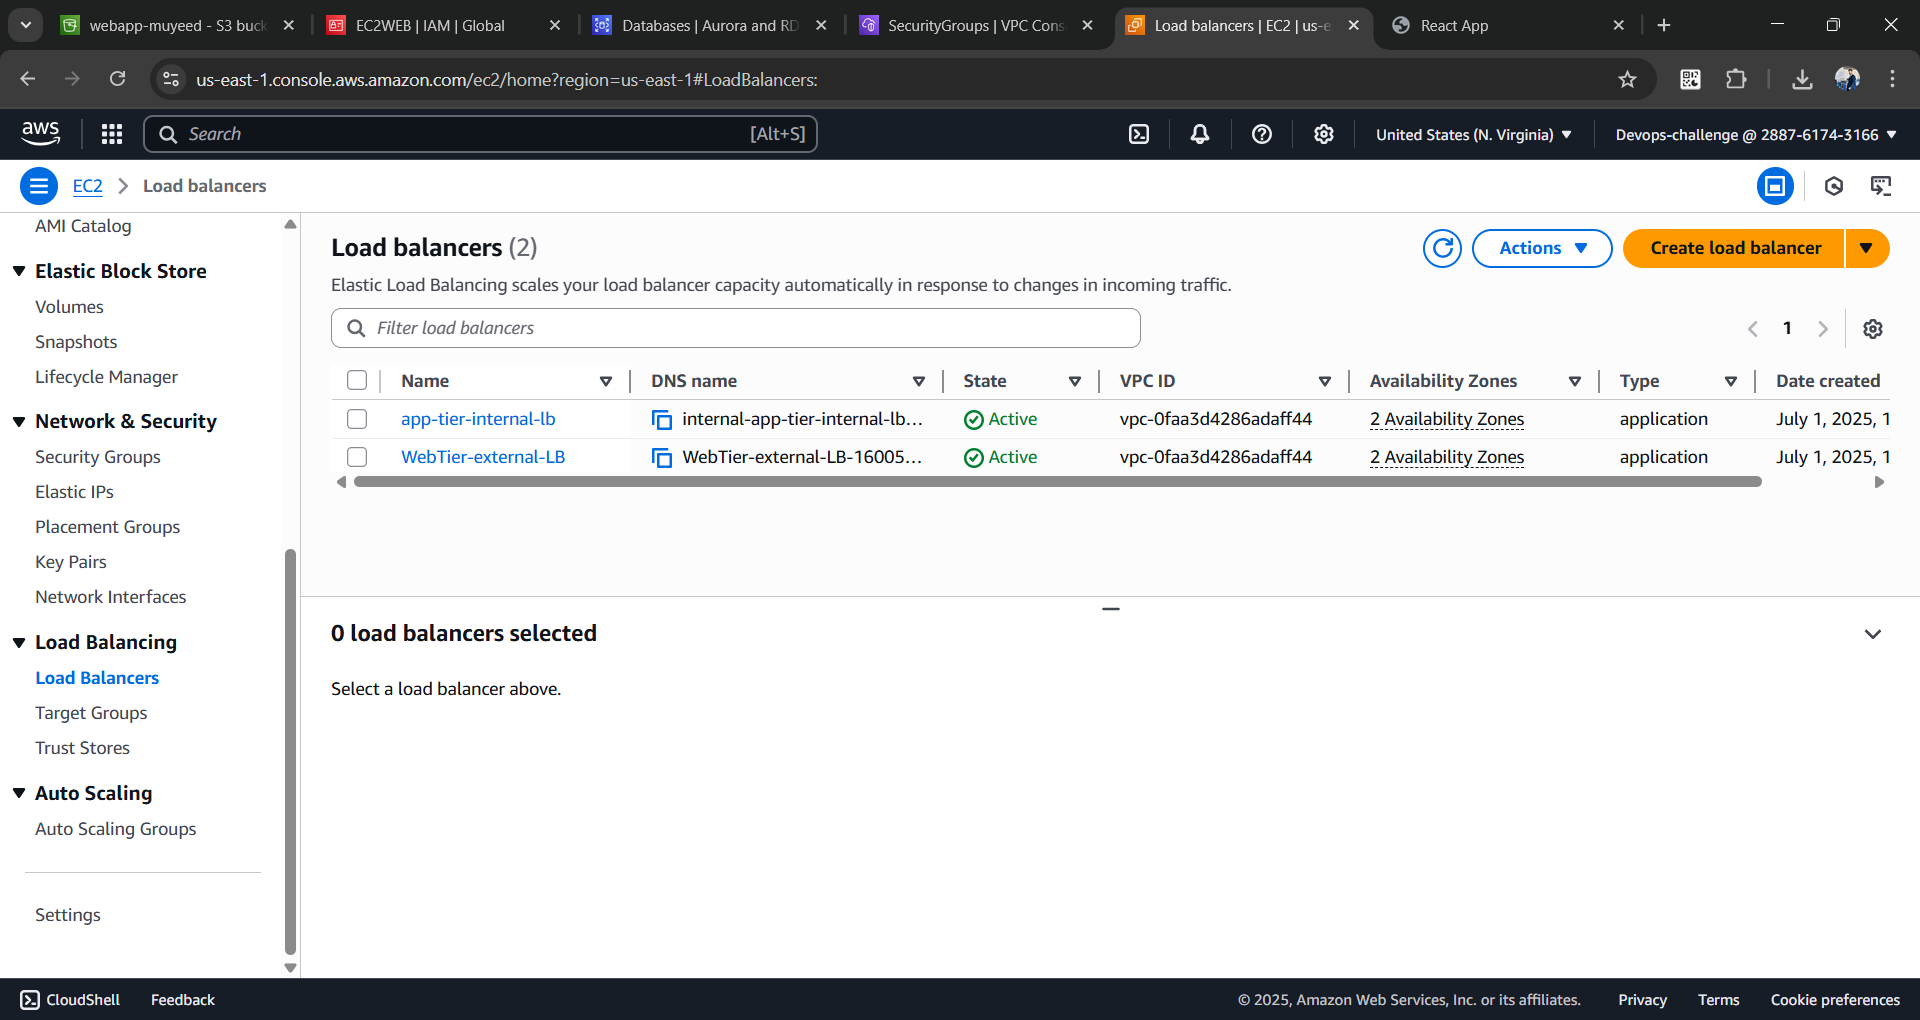 webapp-muyeed - S3 buck
EC2WEB | IAM | Global
Databases | Aurora and RD
SecurityGroups | VPC Cons
Load balancers | EC2 | us-e
React App
us-east-1.console.aws.amazon.com/ec2/home?region=us-east-1#LoadBalancers:
aws
Search
[Alt+S]
United States (N. Virginia)
Devops-challenge @ 2887-6174-3166
EC2
Load balancers
AMI Catalog
Elastic Block Store
Volumes
Snapshots
Lifecycle Manager
Network & Security
Security Groups
Elastic IPs
Placement Groups
Key Pairs
Network Interfaces
Load Balancing
Load Balancers
Target Groups
Trust Stores
Auto Scaling
Auto Scaling Groups
Settings
Load balancers (2)
Actions
Create load balancer
Elastic Load Balancing scales your load balancer capacity automatically in response to changes in incoming traffic.
Filter load balancers
1
Name DNS name State VPC ID Availability Zones Type Date created
app-tier-internal-lb internal-app-tier-internal-lb... Active vpc-0faa3d4286adaff44 2 Availability Zones application July 1, 2025, 1
WebTier-external-LB WebTier-external-LB-16005... Active vpc-0faa3d4286adaff44 2 Availability Zones application July 1, 2025, 1
0 load balancers selected
Select a load balancer above.
CloudShell
Feedback
© 2025, Amazon Web Services, Inc. or its affiliates.
Privacy
Terms
Cookie preferences